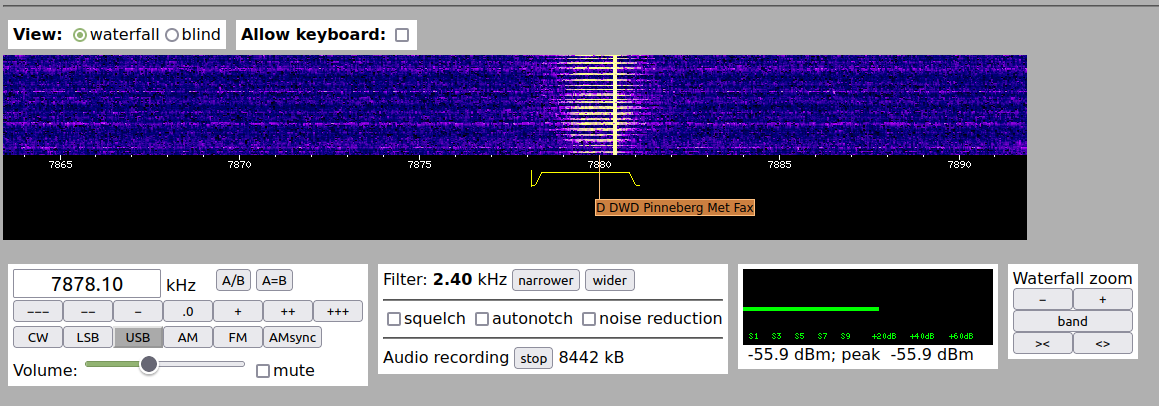 View: waterfall blind Allow keyboard:
7865 7870 7875 7880 7885 7890
D DWD Pinneberg Met Fax
7878.10 kHz A/B A=B
--- -- - .0 + ++ +++
CW LSB USB AM FM AMsync
Volume: mute
Filter: 2.40 kHz narrower wider
squelch autonotch noise reduction
Audio recording stop 8442 kB
S1 S3 S5 S7 S9 +20dB +40dB +60dB
-55.9 dBm; peak -55.9 dBm
Waterfall zoom
- +
band
>< <>